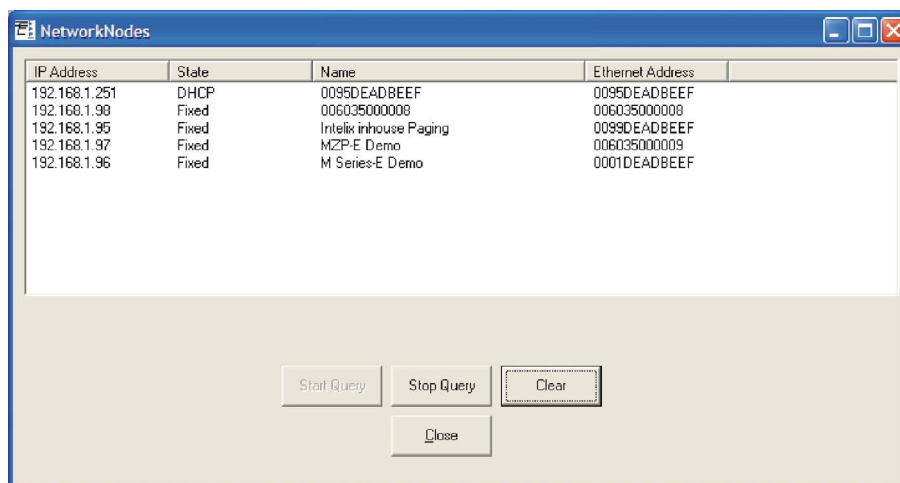 NetworkNodes
IP Address State Name Ethernet Address
192.168.1.251 DHCP 0095DEADBEEF 0095DEADBEEF
192.168.1.98 Fixed 006035000008 006035000008
192.168.1.95 Fixed Intelix inhouse Paging 0099DEADBEEF
192.168.1.97 Fixed MZP-E Demo 006035000009
192.168.1.96 Fixed M Series-E Demo 0001DEADBEEF
Start Query Stop Query Clear
Close